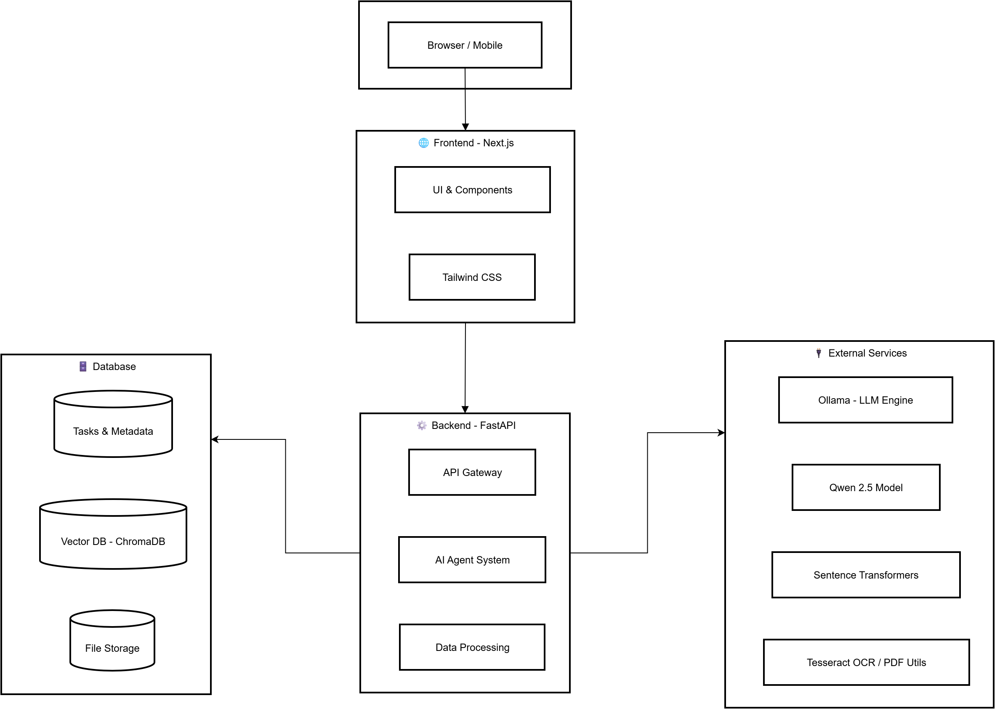 Browser / Mobile
🌐 Frontend - Next.js
UI & Components
Tailwind CSS
🗄️ Database
Tasks & Metadata
Vector DB - ChromaDB
File Storage
⚙️ Backend - FastAPI
API Gateway
AI Agent System
Data Processing
🔌 External Services
Ollama - LLM Engine
Qwen 2.5 Model
Sentence Transformers
Tesseract OCR / PDF Utils